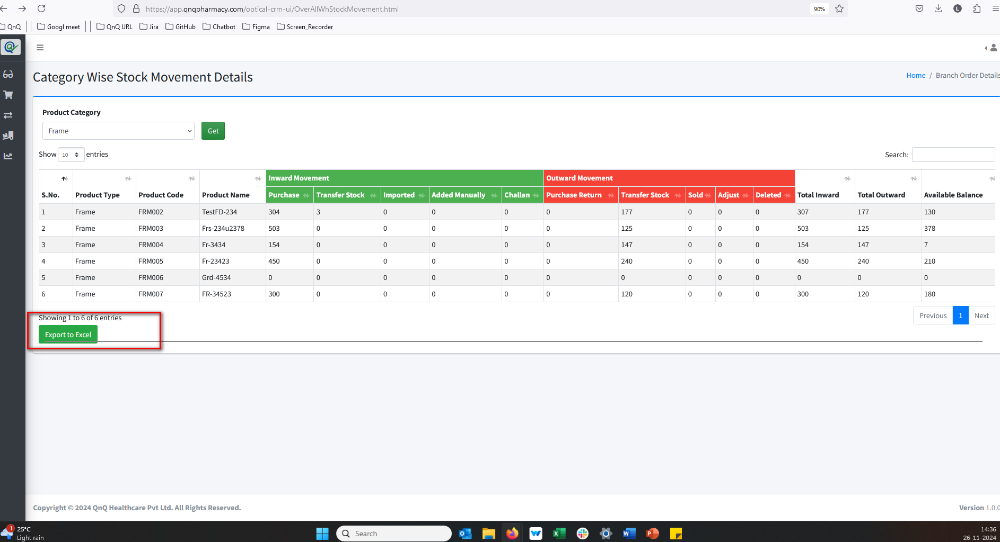 https://app.qnqpharmacy.com/optical-crm-ui/OverAllWhStockMovement.html 90% L
QnQ Googl meet QnQ URL Jira GitHub Chatbot Figma Screen_Recorder
Category Wise Stock Movement Details
Home / Branch Order Details
Product Category
Frame Get
Show 10 entries Search:
Inward Movement Outward Movement
S.No. Product Type Product Code Product Name Purchase Transfer Stock Imported Added Manually Challan Purchase Return Transfer Stock Sold Adjust Deleted Total Inward Total Outward Available Balance
1 Frame FRM002 TestFD-234 304 3 0 0 0 0 177 0 0 0 307 177 130
2 Frame FRM003 Frs-234u2378 503 0 0 0 0 0 125 0 0 0 503 125 378
3 Frame FRM004 Fr-3434 154 0 0 0 0 0 147 0 0 0 154 147 7
4 Frame FRM005 Fr-23423 450 0 0 0 0 0 240 0 0 0 450 240 210
5 Frame FRM006 Grd-4534 0 0 0 0 0 0 0 0 0 0 0 0 0
6 Frame FRM007 FR-34523 300 0 0 0 0 0 120 0 0 0 300 120 180
Showing 1 to 6 of 6 entries Previous 1 Next
Export to Excel
Copyright © 2024 QnQ Healthcare Pvt Ltd. All Rights Reserved. Version 1.0.0
1 25°C Search 14:36
Light rain 26-11-2024